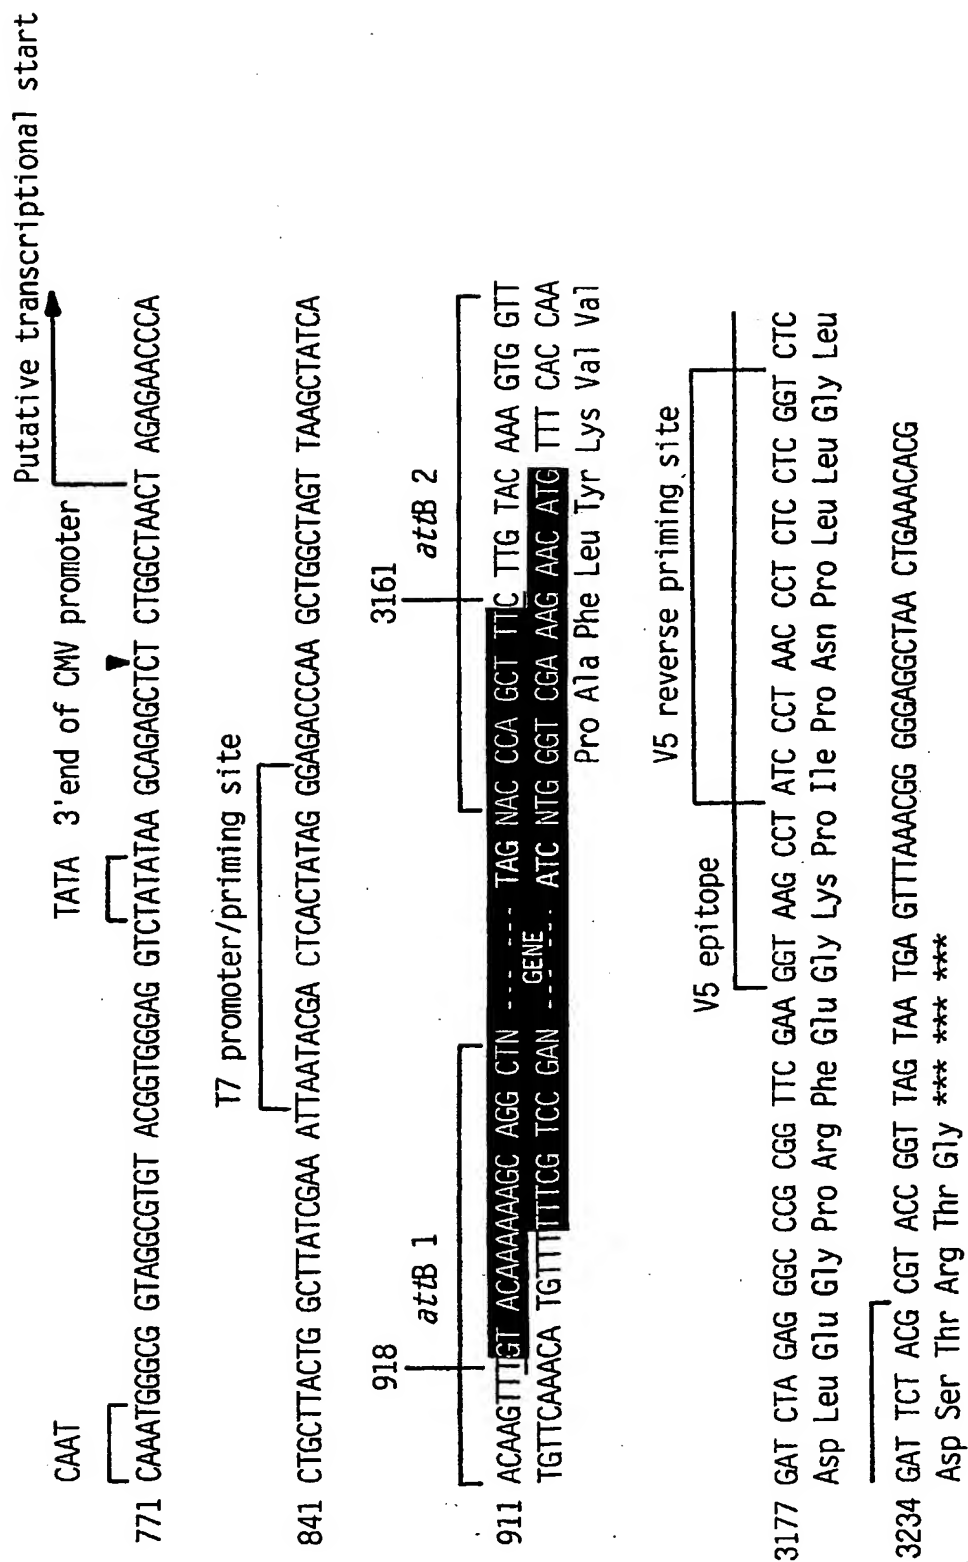 Putative transcriptional start
CAAT TATA 3'end of CMV promoter
771 CAAATGGGCG GTAGGCGTGT ACGGTGGGAG GTCTATATAA GCAGAGCTCT CTGGCTAACT AGAGAACCCA
T7 promoter/priming site
841 CTGCTTACTG GCTTATCGAA ATTAATACGA CTCACTATAG GGAGACCCAA GCTGGCTAGT TAAGCTATCA
918 3161
attB 1 attB 2
911 ACAAGTTTGT ACAAAAAAGC AGG CTN --- --- TAG NAC CCA GCT TTC TTG TAC AAA GTG GTT
GENE
TGTTCAAACA TGTTTTTTCG TCC GAN --- --- ATC NTG GGT CGA AAG AAC ATG TTT CAC CAA
Pro Ala Phe Leu Tyr Lys Val Val
V5 epitope V5 reverse priming site
3177 GAT CTA GAG GGC CCG CGG TTC GAA GGT AAG CCT ATC CCT AAC CCT CTC CTC GGT CTC
Asp Leu Glu Gly Pro Arg Phe Glu Gly Lys Pro Ile Pro Asn Pro Leu Leu Gly Leu
3234 GAT TCT ACG CGT ACC GGT TAG TAA TGA GTTTAAACGG GGGAGGCTAA CTGAAACACG
Asp Ser Thr Arg Thr Gly *** *** ***